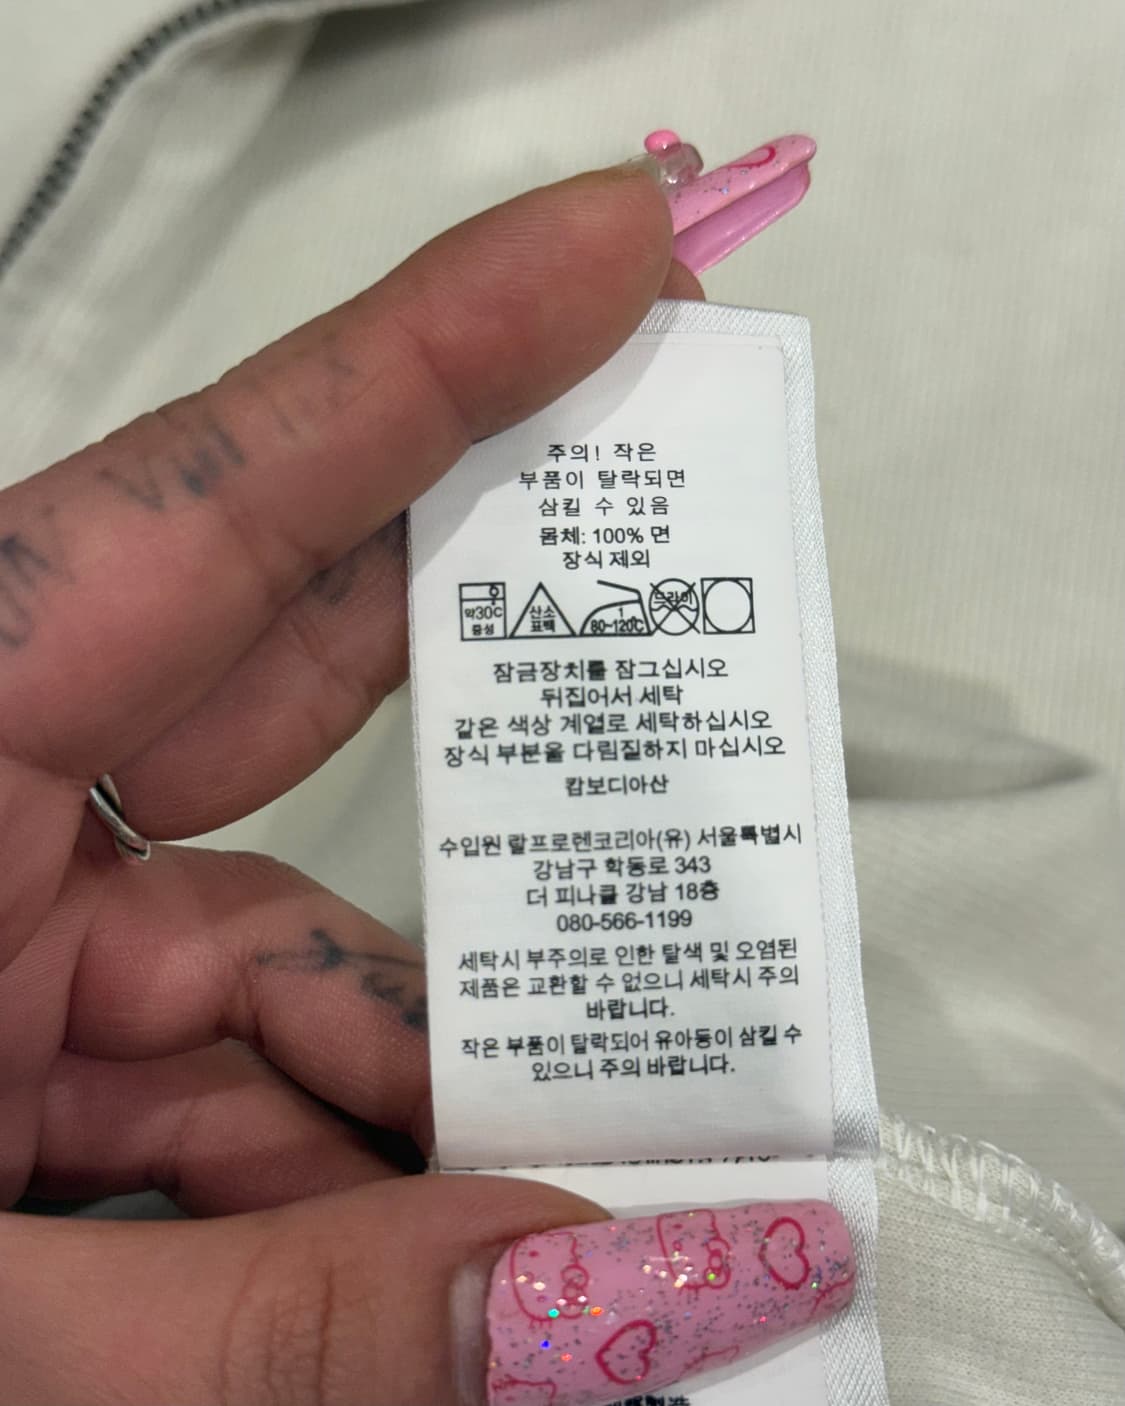 주의! 작은
부품이 탈락되면
삼킬 수 있음
몸체: 100% 면
장식 제외
약30℃
중성
산소
표백
1
80~120℃
드라이
잠금장치를 잠그십시오
뒤집어서 세탁
같은 색상 계열로 세탁하십시오
장식 부분을 다림질하지 마십시오
캄보디아산
수입원 랄프로렌코리아(유) 서울특별시
강남구 학동로 343
더 피나클 강남 18층
080-566-1199
세탁시 부주의로 인한 탈색 및 오염된
제품은 교환할 수 없으니 세탁시 주의
바랍니다.
작은 부품이 탈락되어 유아등이 삼킬 수
있으니 주의 바랍니다.